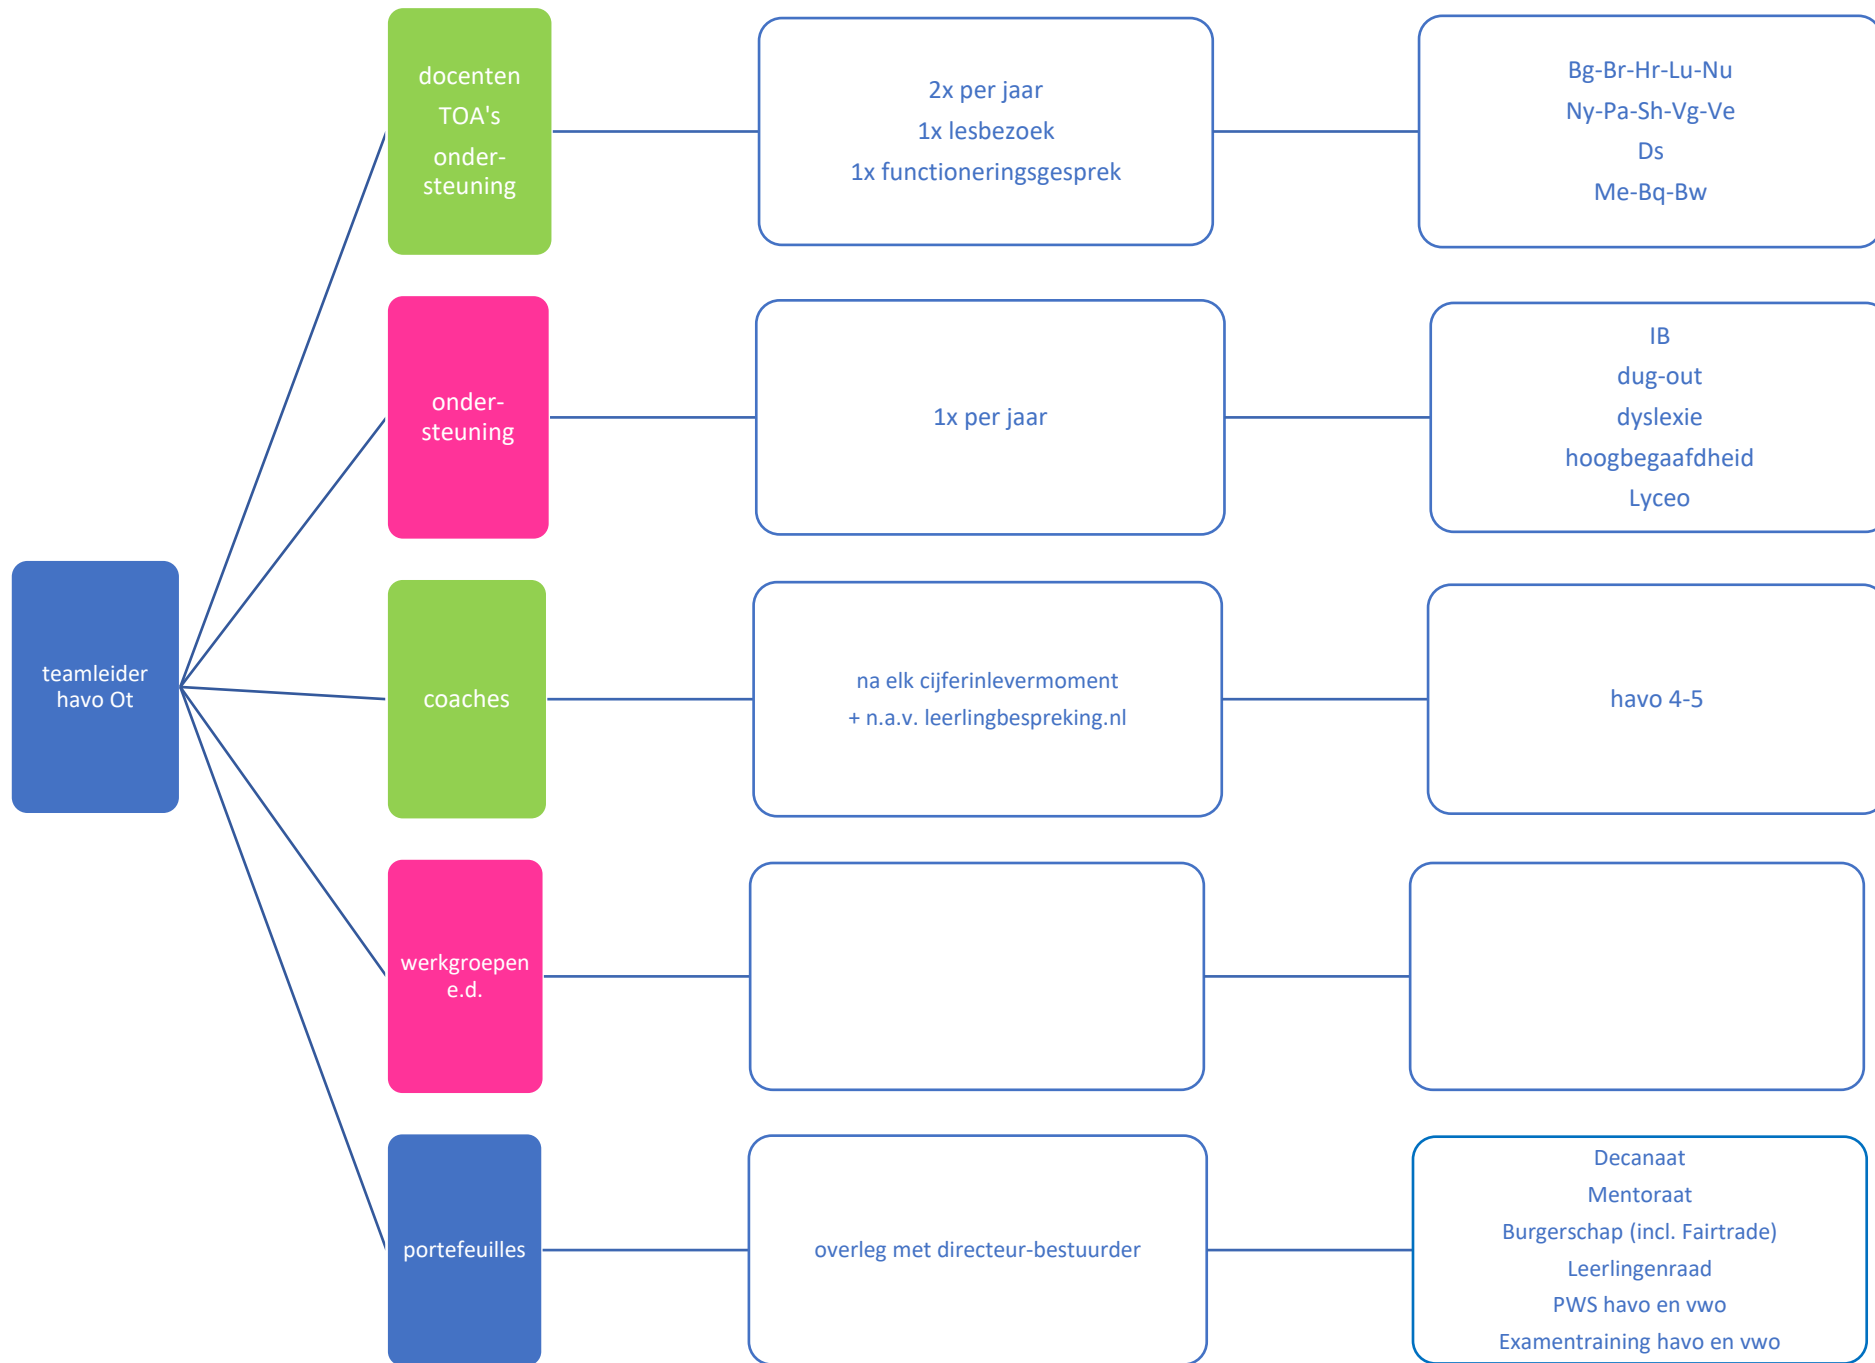 teamleider
havo Ot
docenten
TOA's
onder-
steuning
2x per jaar
1x lesbezoek
1x functioneringsgesprek
Bg-Br-Hr-Lu-Nu
Ny-Pa-Sh-Vg-Ve
Ds
Me-Bq-Bw
onder-
steuning
1x per jaar
IB
dug-out
dyslexie
hoogbegaafdheid
Lyceo
coaches
na elk cijferinlevermoment
+ n.a.v. leerlingbespreking.nl
havo 4-5
werkgroepen
e.d.
portefeuilles
overleg met directeur-bestuurder
Decanaat
Mentoraat
Burgerschap (incl. Fairtrade)
Leerlingenraad
PWS havo en vwo
Examentraining havo en vwo